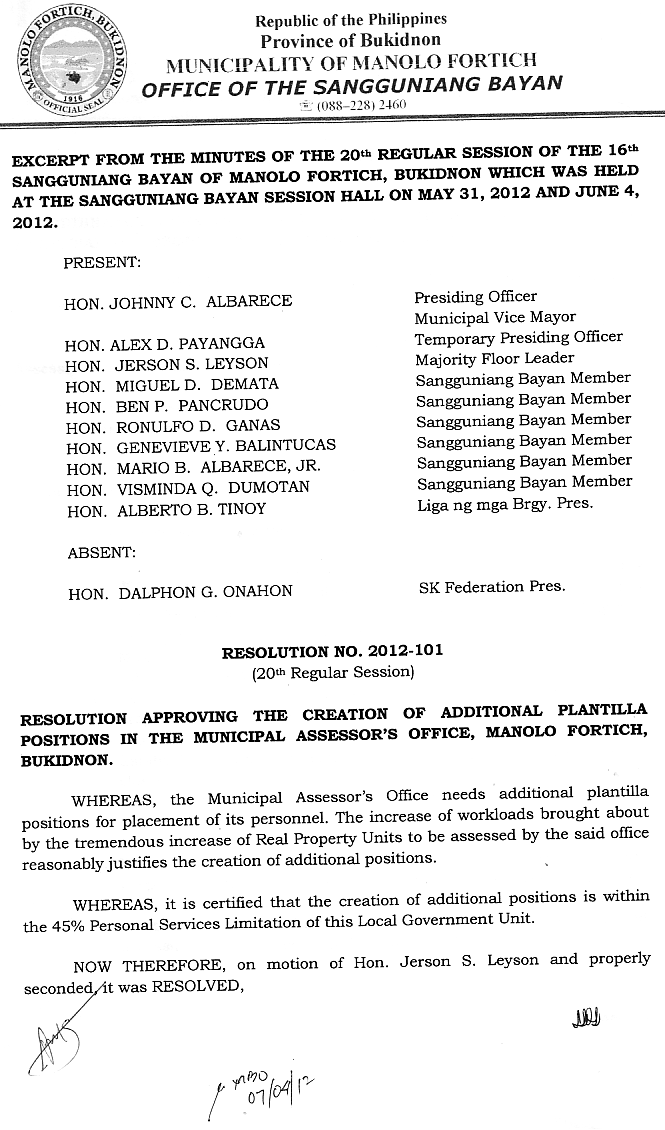 MANOLO FORTICH, BUKIDNON
1916
OFFICIAL SEAL
Republic of the Philippines
Province of Bukidnon
MUNICIPALITY OF MANOLO FORTICH
OFFICE OF THE SANGGUNIANG BAYAN
☏ (088–228) 2460
EXCERPT FROM THE MINUTES OF THE 20th REGULAR SESSION OF THE 16th
SANGGUNIANG BAYAN OF MANOLO FORTICH, BUKIDNON WHICH WAS HELD
AT THE SANGGUNIANG BAYAN SESSION HALL ON MAY 31, 2012 AND JUNE 4,
2012.
PRESENT:
HON. JOHNNY C. ALBARECE Presiding Officer
Municipal Vice Mayor
HON. ALEX D. PAYANGGA Temporary Presiding Officer
HON. JERSON S. LEYSON Majority Floor Leader
HON. MIGUEL D. DEMATA Sangguniang Bayan Member
HON. BEN P. PANCRUDO Sangguniang Bayan Member
HON. RONULFO D. GANAS Sangguniang Bayan Member
HON. GENEVIEVE Y. BALINTUCAS Sangguniang Bayan Member
HON. MARIO B. ALBARECE, JR. Sangguniang Bayan Member
HON. VISMINDA Q. DUMOTAN Sangguniang Bayan Member
HON. ALBERTO B. TINOY Liga ng mga Brgy. Pres.
ABSENT:
HON. DALPHON G. ONAHON SK Federation Pres.
RESOLUTION NO. 2012-101
(20th Regular Session)
RESOLUTION APPROVING THE CREATION OF ADDITIONAL PLANTILLA
POSITIONS IN THE MUNICIPAL ASSESSOR'S OFFICE, MANOLO FORTICH,
BUKIDNON.
WHEREAS, the Municipal Assessor's Office needs additional plantilla
positions for placement of its personnel. The increase of workloads brought about
by the tremendous increase of Real Property Units to be assessed by the said office
reasonably justifies the creation of additional positions.
WHEREAS, it is certified that the creation of additional positions is within
the 45% Personal Services Limitation of this Local Government Unit.
NOW THEREFORE, on motion of Hon. Jerson S. Leyson and properly
seconded, it was RESOLVED,
07/04/12